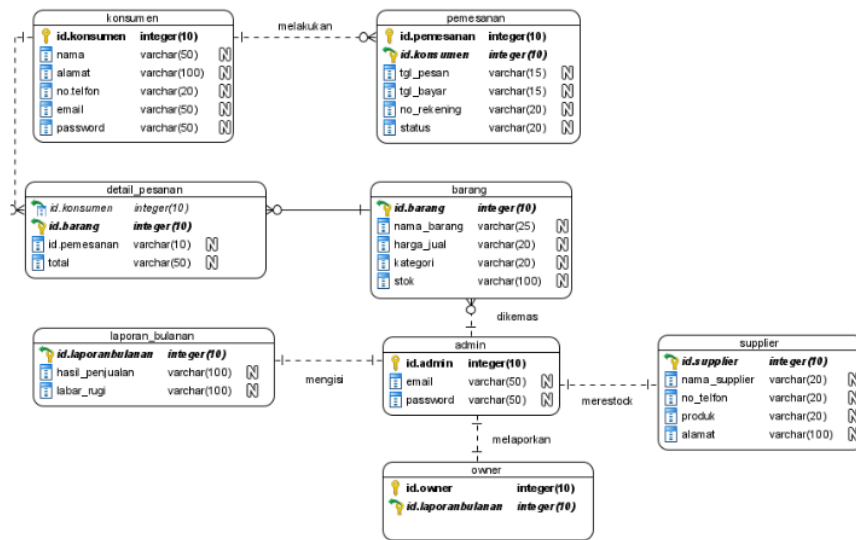 konsumen
id.konsumen integer(10)
nama varchar(50) N
alamat varchar(100) N
no.telfon varchar(20) N
email varchar(50) N
password varchar(50) N
melakukan
pemesanan
id.pemesanan integer(10)
id.konsumen integer(10)
tgl_pesan varchar(15) N
tgl_bayar varchar(15) N
no_rekening varchar(20) N
status varchar(20) N
detail_pesanan
id.konsumen integer(10)
id.barang integer(10)
id.pemesanan varchar(10) N
total varchar(50) N
barang
id.barang integer(10)
nama_barang varchar(25) N
harga_jual varchar(20) N
kategori varchar(20) N
stok varchar(100) N
dikemas
laporan_bulanan
id.laporanbulanan integer(10)
hasil_penjualan varchar(100) N
labar_rugi varchar(100) N
mengisi
admin
id.admin integer(10)
email varchar(50) N
password varchar(50) N
merestock
supplier
id.supplier integer(10)
nama_supplier varchar(20) N
no_telfon varchar(20) N
produk varchar(20) N
alamat varchar(100) N
melaporkan
owner
id.owner integer(10)
id.laporanbulanan integer(10)